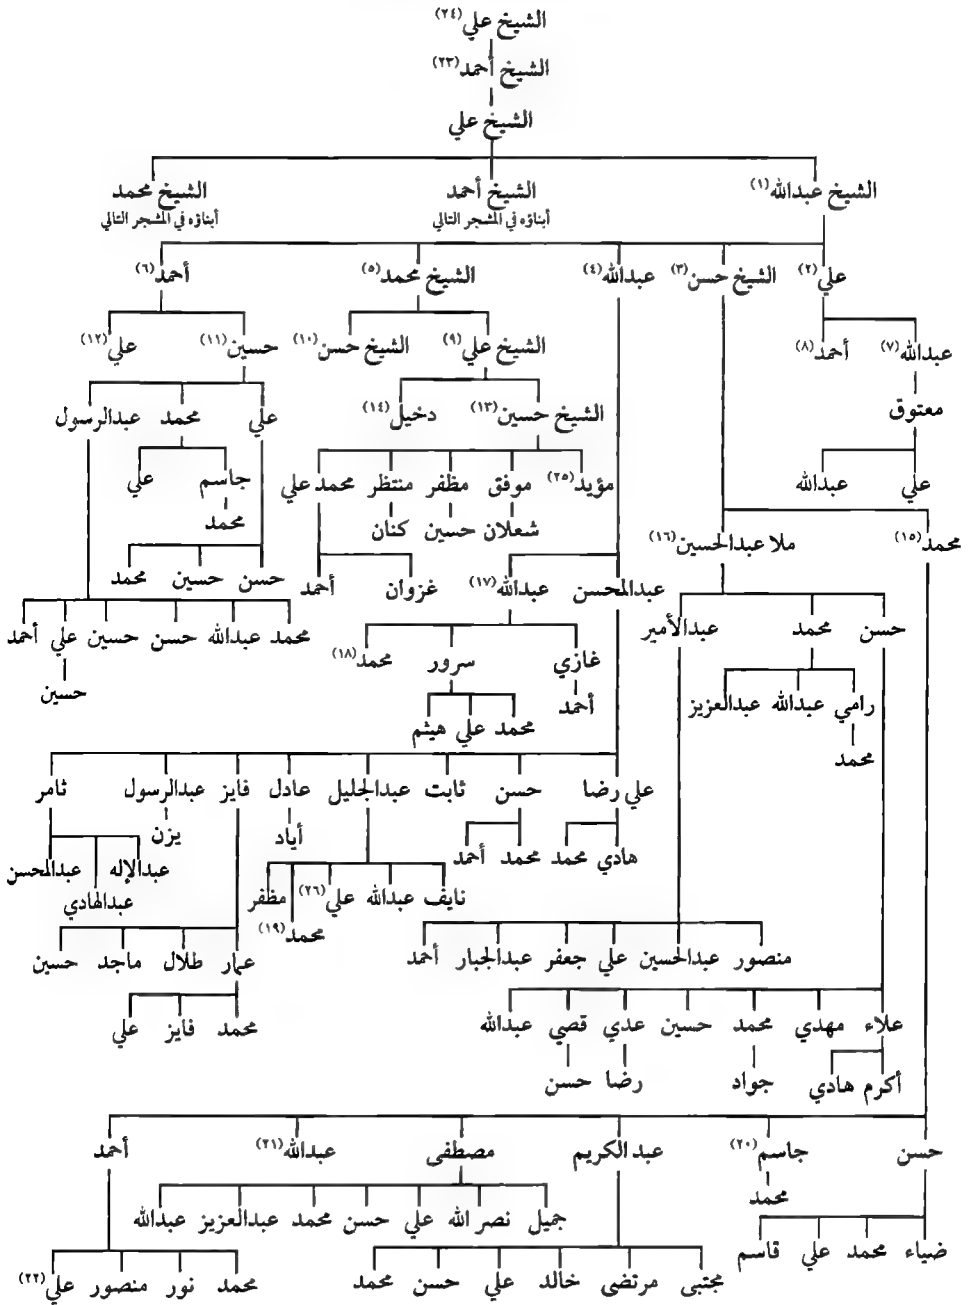 الشيخ علي(٢٤)
الشيخ أحمد(٢٣)
الشيخ علي
الشيخ عبدالله(١) الشيخ أحمد الشيخ محمد
أبناؤه في المشجر التالي أبناؤه في المشجر التالي
علي(٢) الشيخ حسن(٣) عبدالله(٤) الشيخ محمد(٥) أحمد(٦)
عبدالله(٧) أحمد(٨) الشيخ علي(٩) الشيخ حسن(١٠) حسين(١١) علي(١٢)
معتوق الشيخ حسين(١٣) دخيل(١٤) علي محمد عبدالرسول
علي عبدالله مؤيد(٢٥) موفق مظفر منتظر محمد علي جاسم علي
شعلان حسين كنان محمد
محمد(١٥) ملا عبدالحسين(١٦)
عبدالمحسن عبدالله(١٧) غزوان أحمد حسن حسين محمد
حسن محمد عبدالأمير محمد عبدالله حسن حسين علي أحمد
غازي سرور محمد(١٨) حسين
رامي عبدالله عبدالعزيز أحمد محمد علي هيثم
محمد
علي رضا حسن ثابت عبدالجليل عادل فايز عبدالرسول ثامر
هادي محمد محمد أحمد أياد يزن
عبدالإله عبدالمحسن
عبدالهادي
نايف عبدالله علي(٢٦) مظفر
محمد(١٩)
منصور عبدالحسين علي جعفر عبدالجبار أحمد عمار طلال ماجد حسين
علاء مهدي محمد حسين عدي قصي عبدالله محمد فايز علي
أكرم هادي جواد رضا حسن
حسن جاسم(٢٠) عبد الكريم مصطفى عبدالله(٢١) أحمد
محمد
جميل نصر الله علي حسن محمد عبدالعزيز عبدالله
ضياء محمد علي قاسم
مجتبى مرتضى خالد علي حسن محمد محمد نور منصور علي(٢٢)